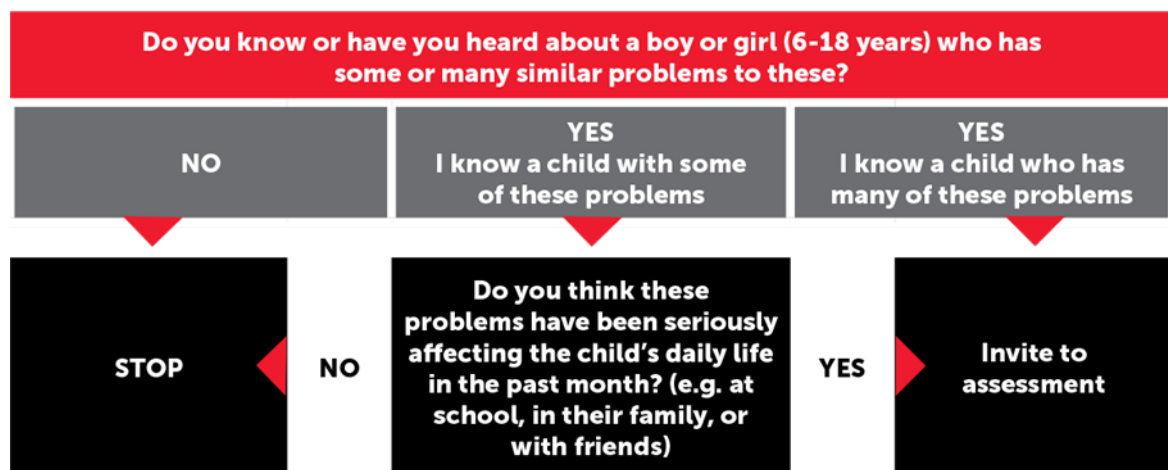 Do you know or have you heard about a boy or girl (6-18 years) who has
some or many similar problems to these?
NO
YES
I know a child with some
of these problems
YES
I know a child who has
many of these problems
STOP
NO
Do you think these
problems have been seriously
affecting the child’s daily life
in the past month? (e.g. at
school, in their family, or
with friends)
YES
Invite to
assessment